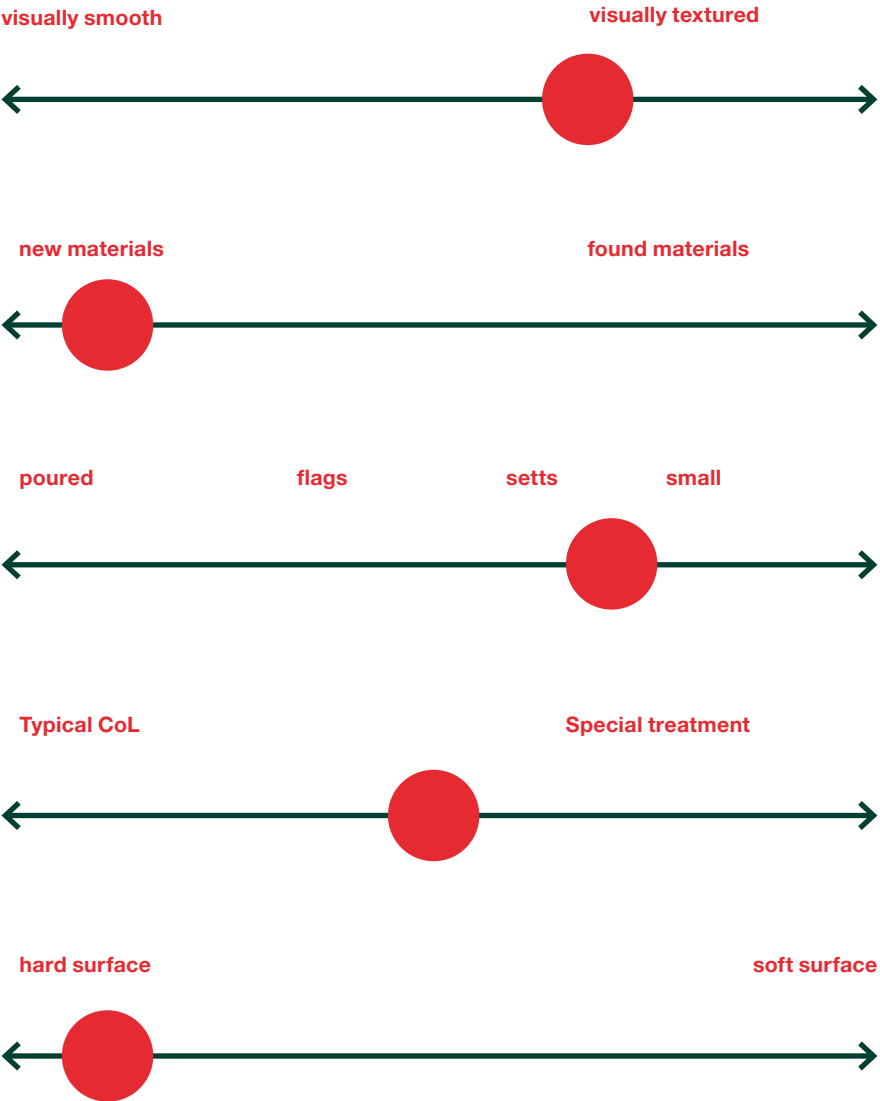 visually smooth visually textured
new materials found materials
poured flags setts small
Typical CoL Special treatment
hard surface soft surface